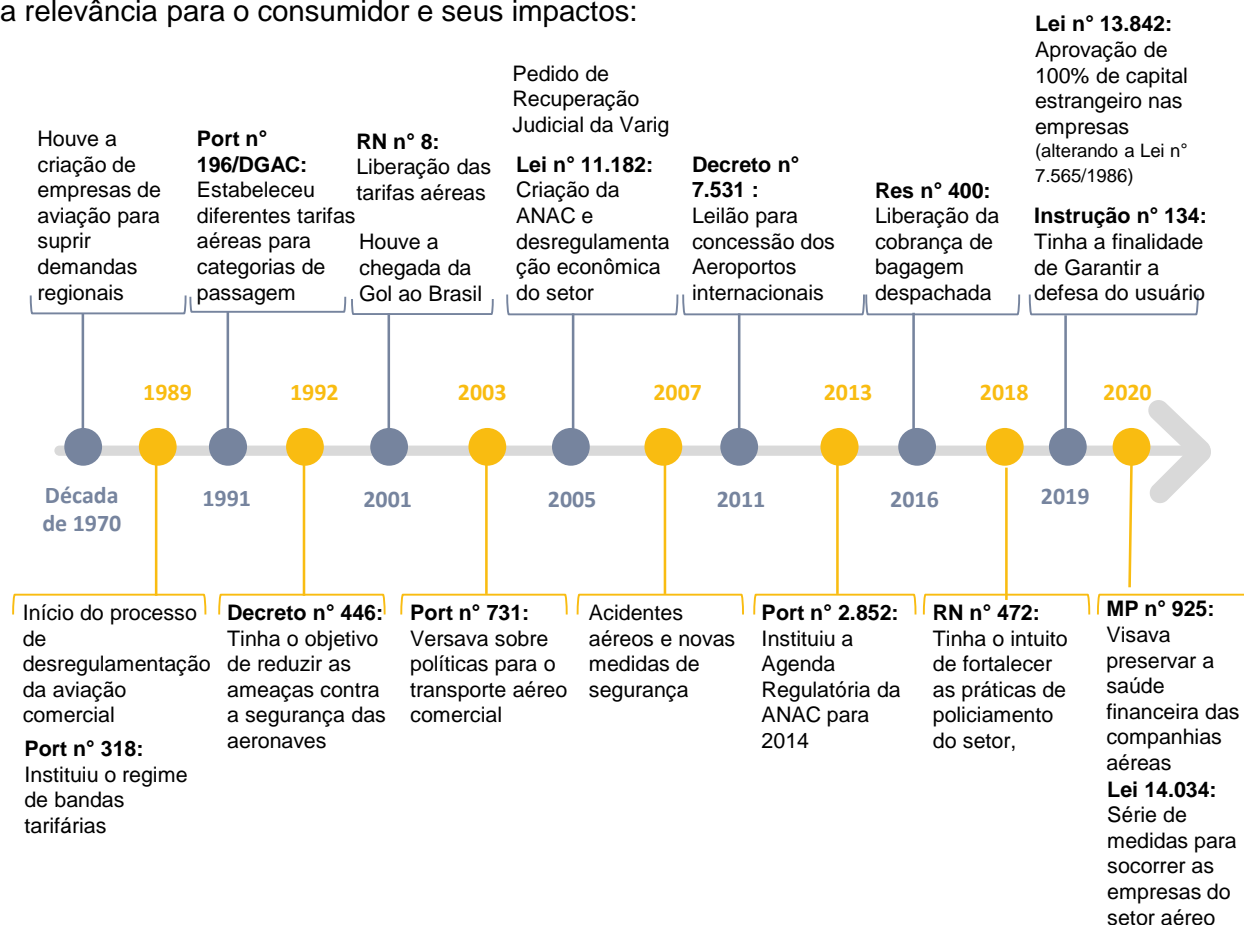 a relevância para o consumidor e seus impactos:
Houve a
criação de
empresas de
aviação para
suprir
demandas
regionais
Port n°
196/DGAC:
Estabeleceu
diferentes tarifas
aéreas para
categorias de
passagem
RN n° 8:
Liberação das
tarifas aéreas
Houve a
chegada da
Gol ao Brasil
Pedido de
Recuperação
Judicial da Varig
Lei n° 11.182:
Criação da
ANAC e
desregulamenta
ção econômica
do setor
Decreto n°
7.531 :
Leilão para
concessão dos
Aeroportos
internacionais
Res n° 400:
Liberação da
cobrança de
bagagem
despachada
Lei n° 13.842:
Aprovação de
100% de capital
estrangeiro nas
empresas
(alterando a Lei n°
7.565/1986)
Instrução n° 134:
Tinha a finalidade
de Garantir a
defesa do usuário
1989
1992
2003
2007
2013
2018
2020
Década
de 1970
1991
2001
2005
2011
2016
2019
Início do processo
de
desregulamentação
da aviação
comercial
Port n° 318:
Instituiu o regime
de bandas
tarifárias
Decreto n° 446:
Tinha o objetivo
de reduzir as
ameaças contra
a segurança das
aeronaves
Port n° 731:
Versava sobre
políticas para o
transporte aéreo
comercial
Acidentes
aéreos e novas
medidas de
segurança
Port n° 2.852:
Instituiu a
Agenda
Regulatória da
ANAC para
2014
RN n° 472:
Tinha o intuito
de fortalecer
as práticas de
policiamento
do setor,
MP n° 925:
Visava
preservar a
saúde
financeira das
companhias
aéreas
Lei 14.034:
Série de
medidas para
socorrer as
empresas do
setor aéreo